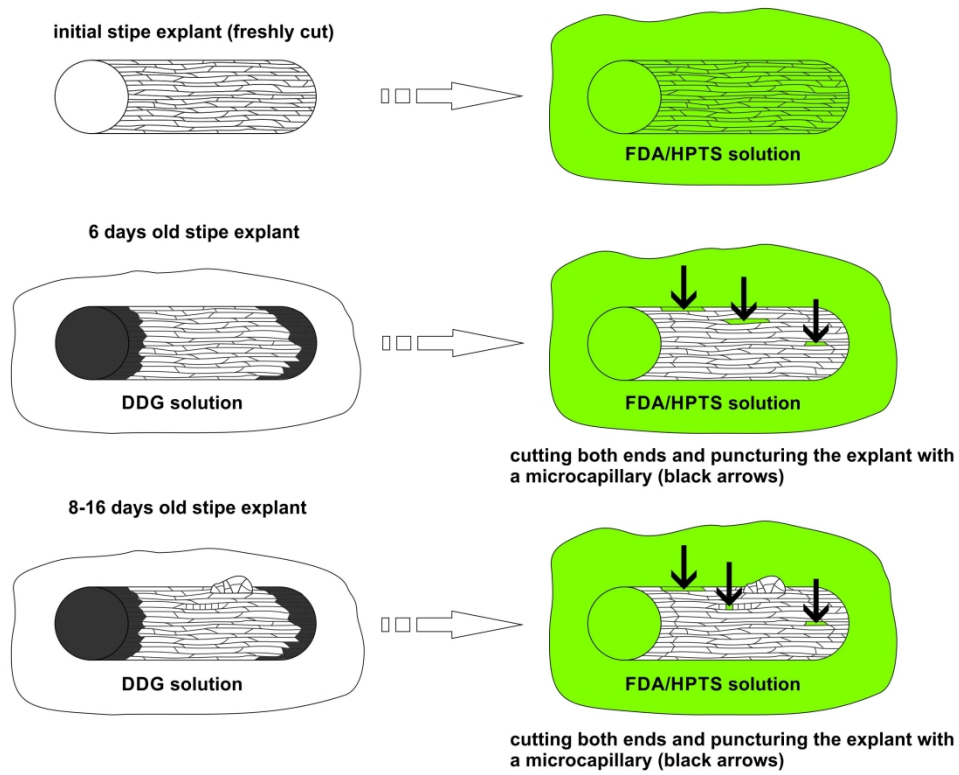 initial stipe explant (freshly cut)
FDA/HPTS solution
6 days old stipe explant
DDG solution
FDA/HPTS solution
cutting both ends and puncturing the explant with
a microcapillary (black arrows)
8-16 days old stipe explant
DDG solution
FDA/HPTS solution
cutting both ends and puncturing the explant with
a microcapillary (black arrows)